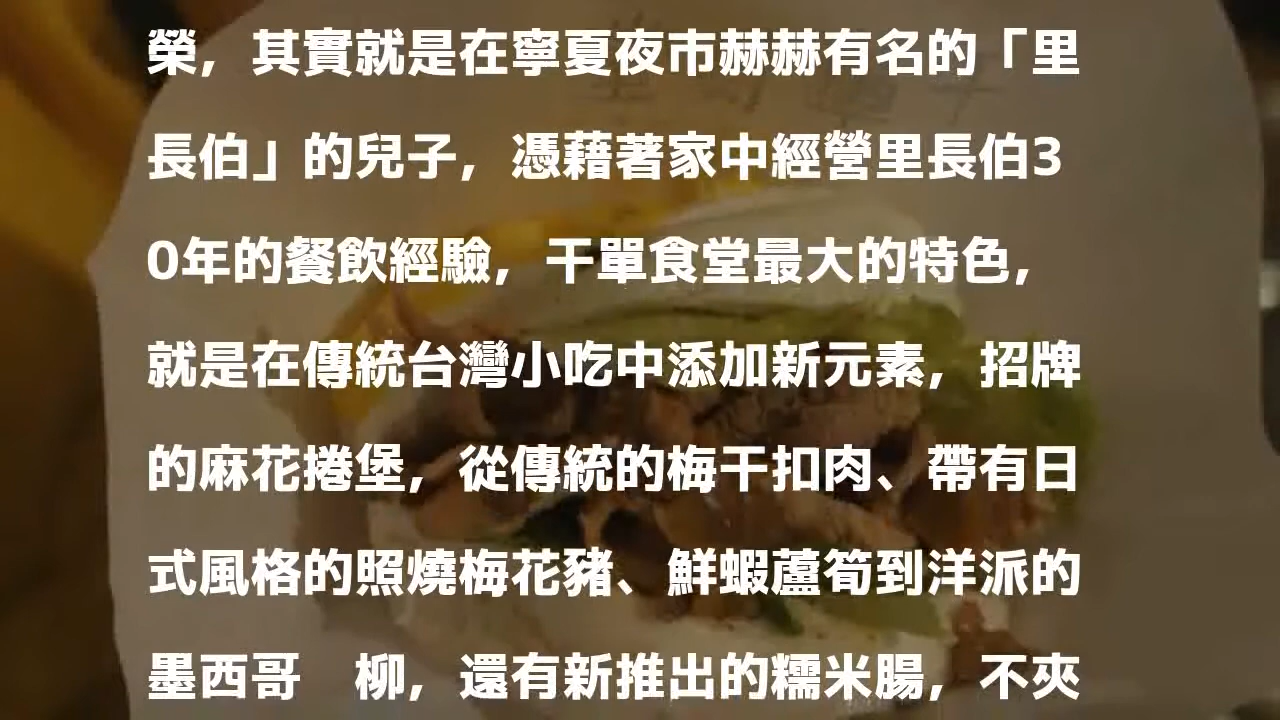 榮，其實就是在寧夏夜市赫赫有名的「里
長伯」的兒子，憑藉著家中經營里長伯3
0年的餐飲經驗，干單食堂最大的特色，
就是在傳統台灣小吃中添加新元素，招牌
的麻花捲堡，從傳統的梅干扣肉、帶有日
式風格的照燒梅花豬、鮮蝦蘆筍到洋派的
墨西哥　柳，還有新推出的糯米腸，不夾